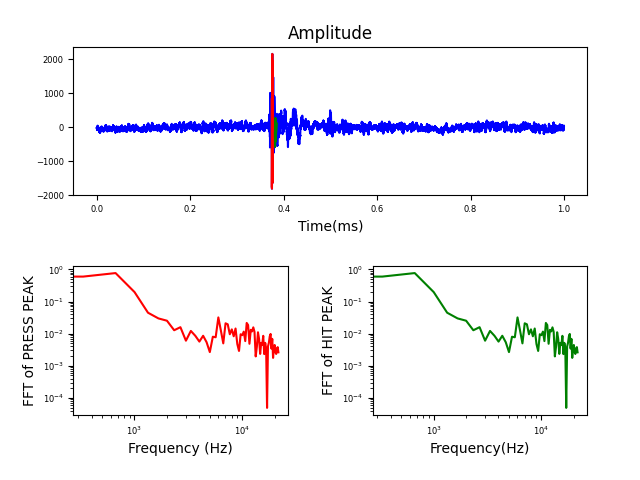 Amplitude
2000
1000
0
−1000
−2000
0.0 0.2 0.4 0.6 0.8 1.0
Time(ms)
FFT of PRESS PEAK
10⁰
10⁻¹
10⁻²
10⁻³
10⁻⁴
10³ 10⁴
Frequency (Hz)
FFT of HIT PEAK
10⁰
10⁻¹
10⁻²
10⁻³
10⁻⁴
10³ 10⁴
Frequency(Hz)